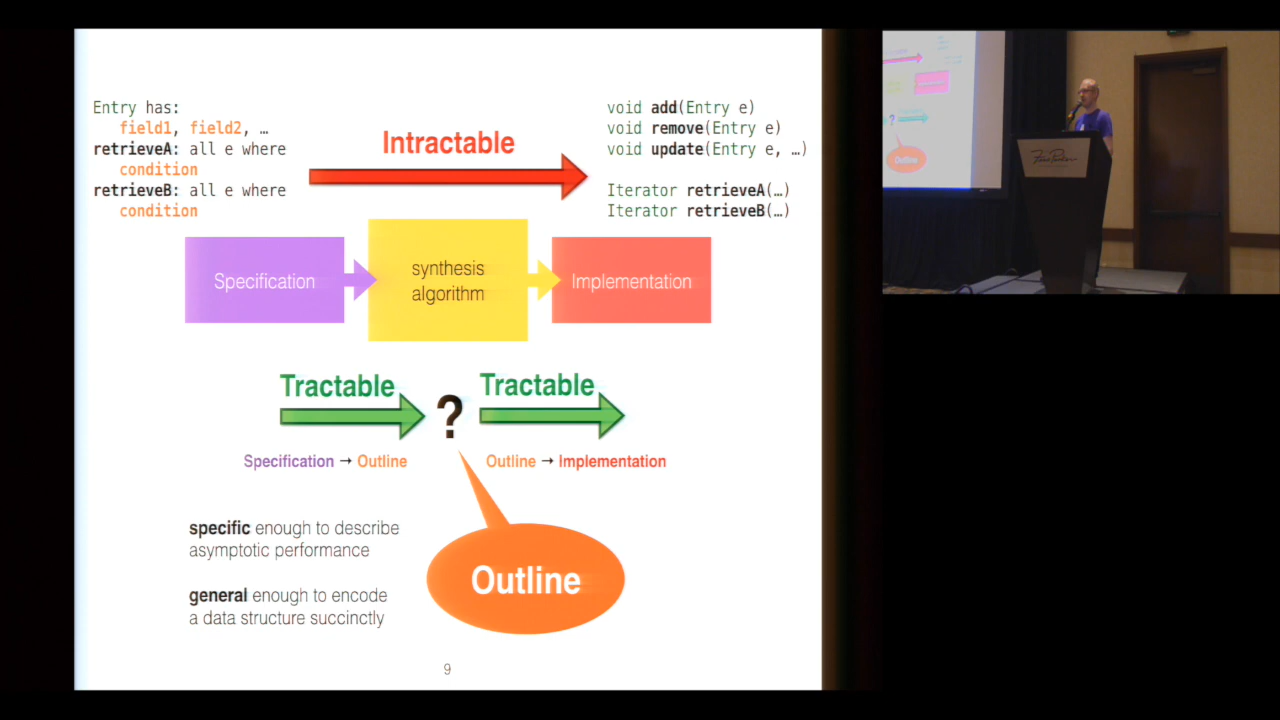 Entry has:
field1, field2, …
retrieveA: all e where
condition
retrieveB: all e where
condition
Intractable
void add(Entry e)
void remove(Entry e)
void update(Entry e, …)
Iterator retrieveA(…)
Iterator retrieveB(…)
Specification
synthesis
algorithm
Implementation
Tractable
?
Tractable
Specification → Outline
Outline → Implementation
specific enough to describe
asymptotic performance
general enough to encode
a data structure succinctly
Outline
9